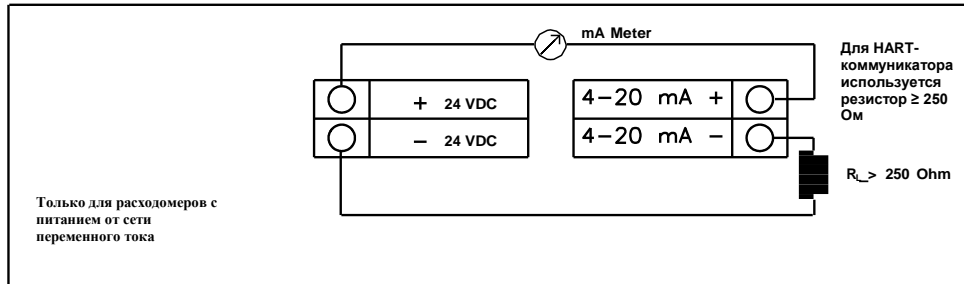 mA Meter
Для HART-
коммуникатора
используется
резистор ≥ 250
Ом
+ 24 VDC
4-20 mA +
− 24 VDC
4-20 mA −
RL > 250 Ohm
Только для расходомеров с
питанием от сети
переменного тока